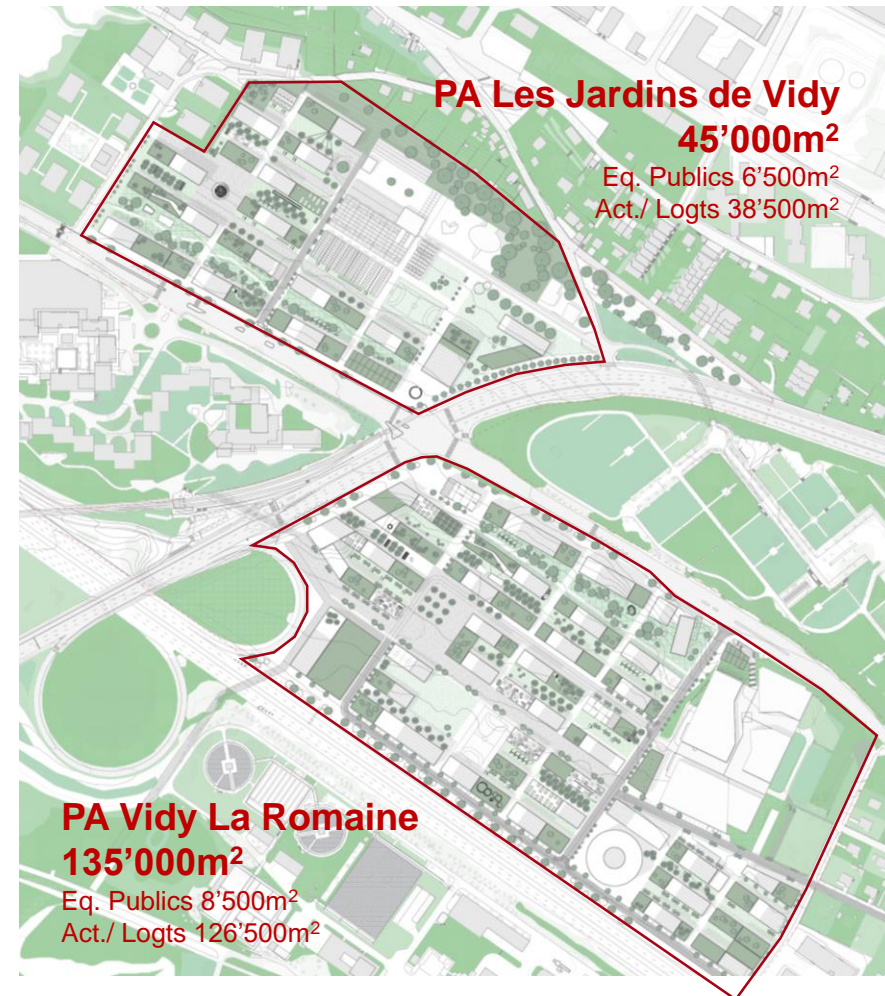 PA Les Jardins de Vidy
45'000m²
Eq. Publics 6'500m²
Act./ Logts 38'500m²
PA Vidy La Romaine
135'000m²
Eq. Publics 8'500m²
Act./ Logts 126'500m²